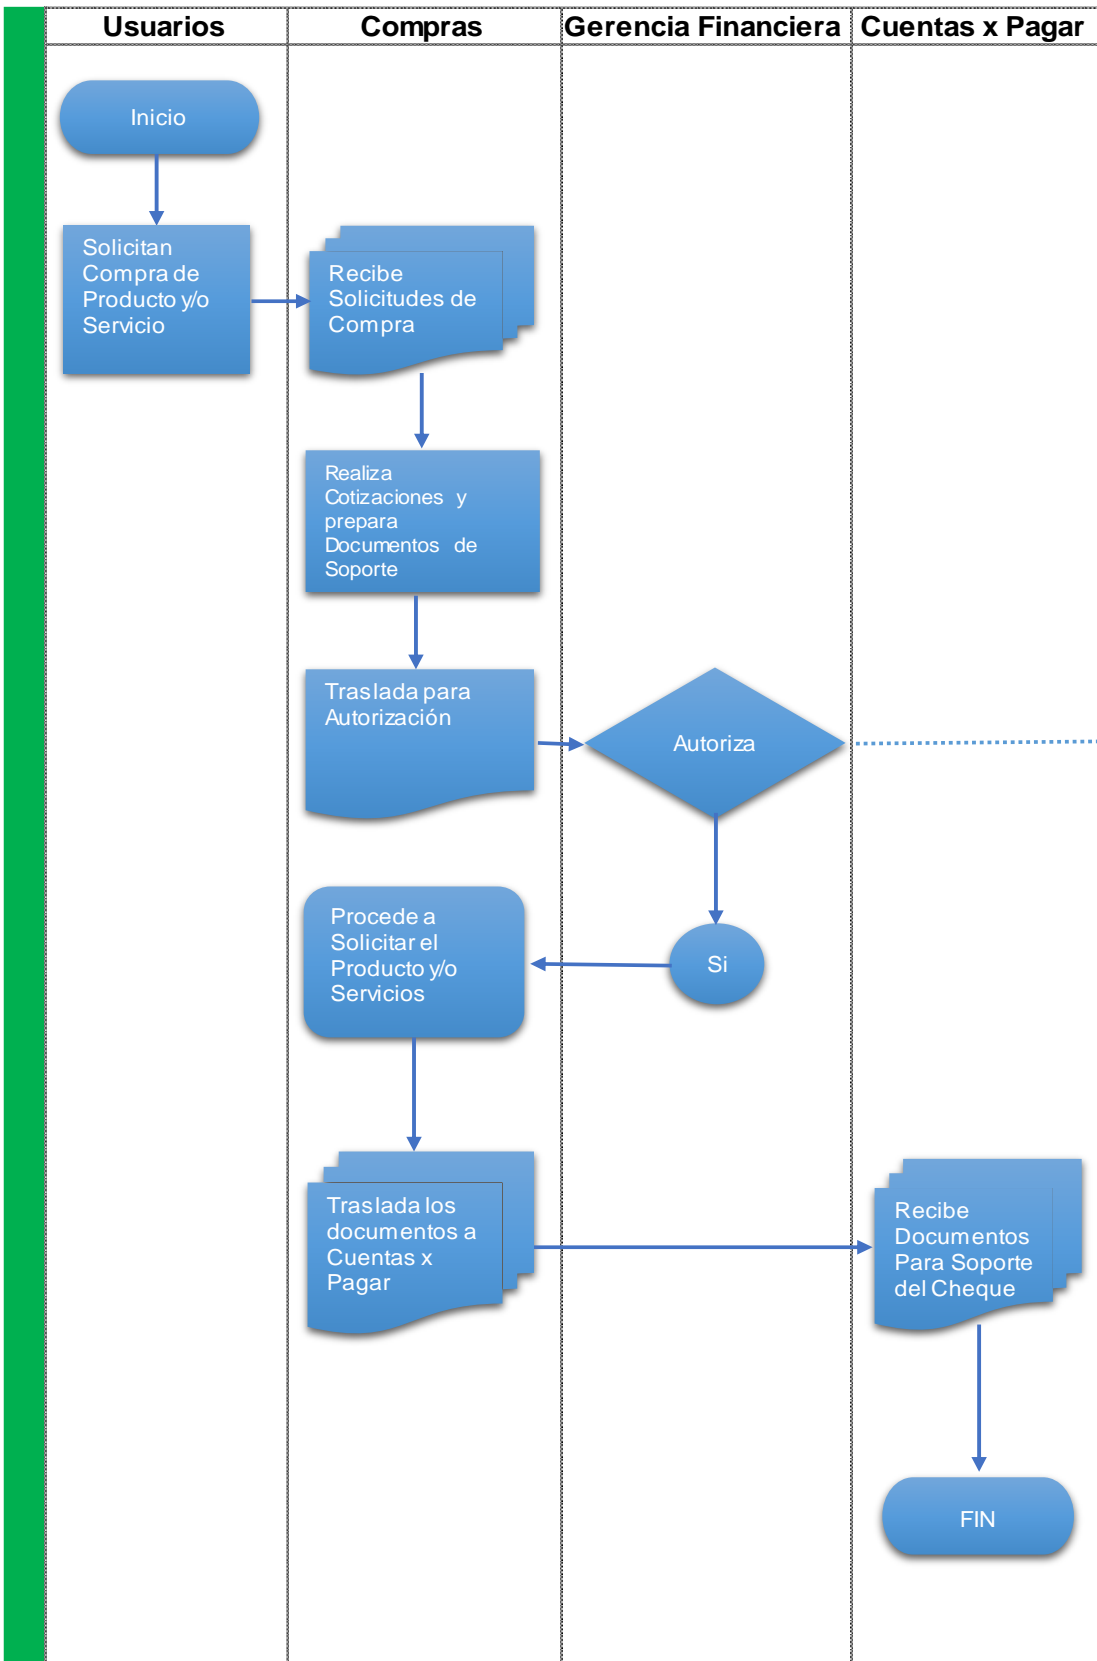 Usuarios
Compras
Gerencia Financiera
Cuentas x Pagar
Inicio
Solicitan
Compra de
Producto y/o
Servicio
Recibe
Solicitudes de
Compra
Realiza
Cotizaciones y
prepara
Documentos de
Soporte
Traslada para
Autorización
Autoriza
Procede a
Solicitar el
Producto y/o
Servicios
Si
Traslada los
documentos a
Cuentas x
Pagar
Recibe
Documentos
Para Soporte
del Cheque
FIN